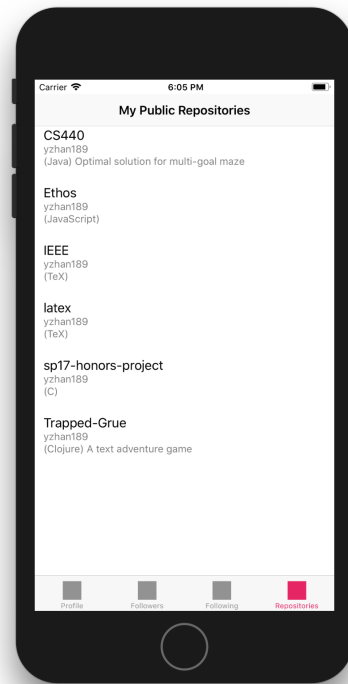 Carrier 6:05 PM
My Public Repositories
CS440
yzhan189
(Java) Optimal solution for multi-goal maze
Ethos
yzhan189
(JavaScript)
IEEE
yzhan189
(TeX)
latex
yzhan189
(TeX)
sp17-honors-project
yzhan189
(C)
Trapped-Grue
yzhan189
(Clojure) A text adventure game
Profile Followers Following Repositories